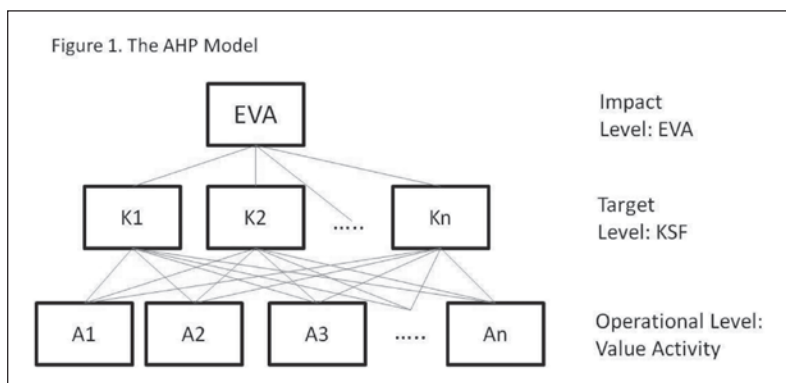 Figure 1. The AHP Model
EVA
Impact
Level: EVA
K1 K2 ..... Kn
Target
Level: KSF
A1 A2 A3 ..... An
Operational Level:
Value Activity